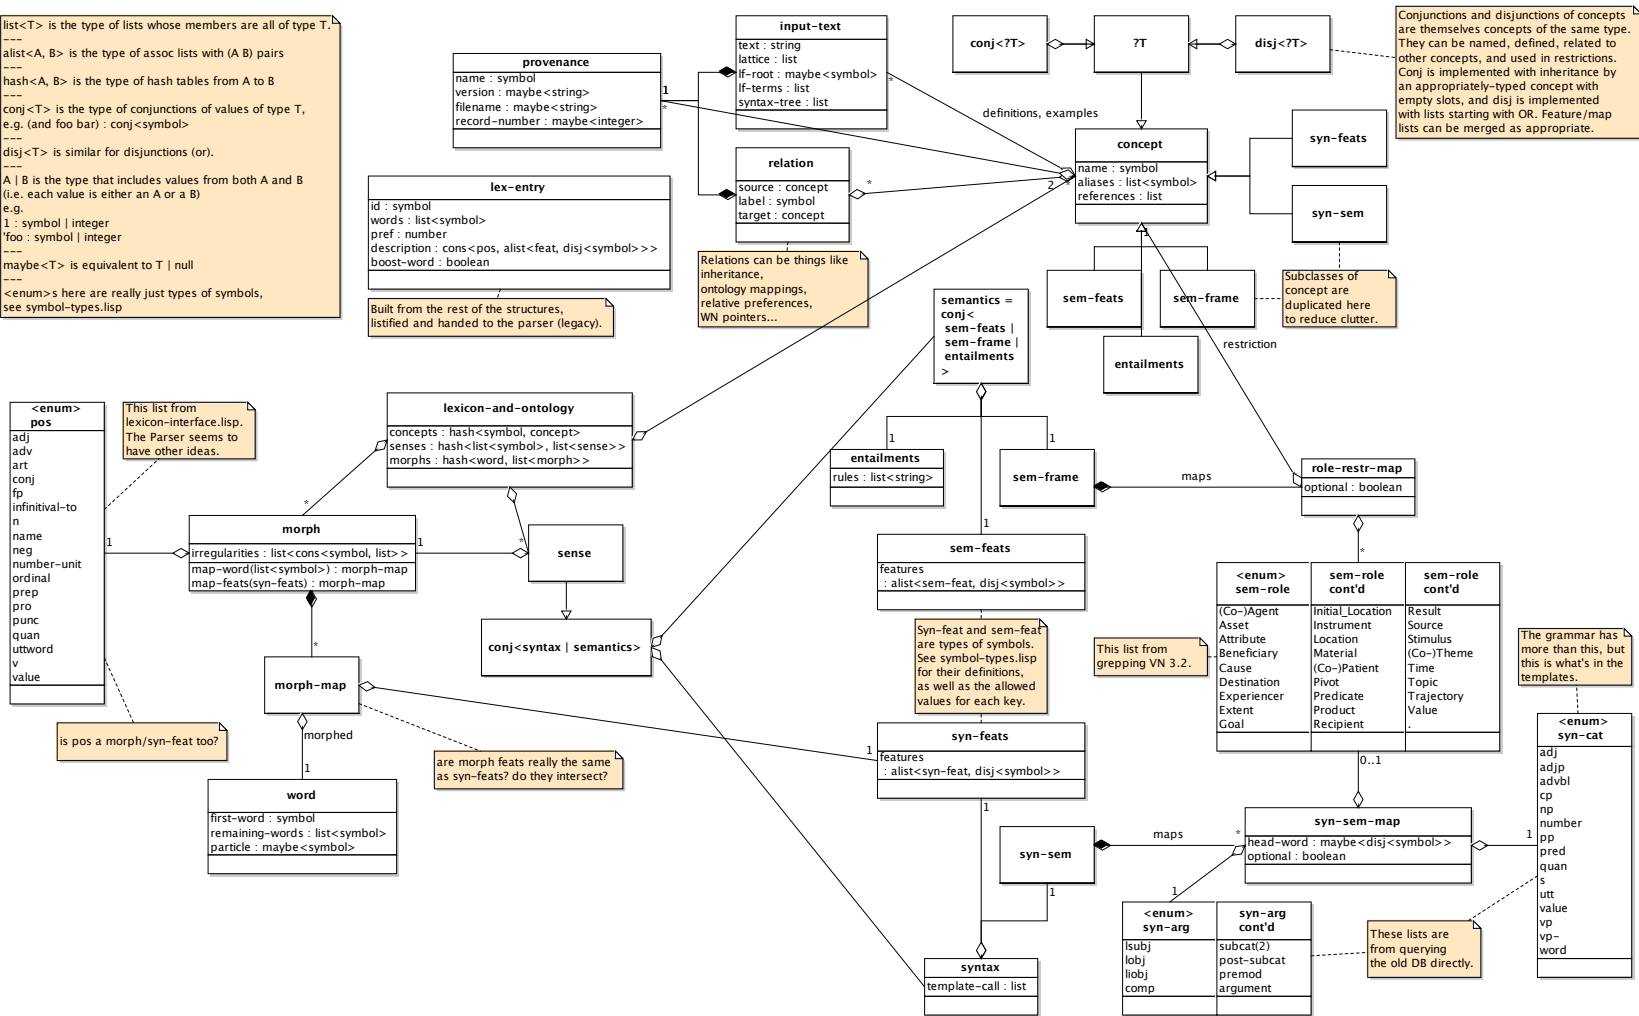 list<T> is the type of lists whose members are all of type T.
---
alist<A, B> is the type of assoc lists with (A B) pairs
---
hash<A, B> is the type of hash tables from A to B
---
conj<T> is the type of conjunctions of values of type T,
e.g. (and foo bar) : conj<symbol>
---
disj<T> is similar for disjunctions (or).
---
A | B is the type that includes values from both A and B
(i.e. each value is either an A or a B)
e.g.
1 : symbol | integer
'foo : symbol | integer
---
maybe<T> is equivalent to T | null
---
<enum>s here are really just types of symbols,
see symbol-types.lisp
provenance
name : symbol
version : maybe<string>
filename : maybe<string>
record-number : maybe<integer>
1
*
input-text
text : string
lattice : list
lf-root : maybe<symbol>
lf-terms : list
syntax-tree : list
*
definitions, examples
conj<?T>
?T
disj<?T>
Conjunctions and disjunctions of concepts
are themselves concepts of the same type.
They can be named, defined, related to
other concepts, and used in restrictions.
Conj is implemented with inheritance by
an appropriately-typed concept with
empty slots, and disj is implemented
with lists starting with OR. Feature/map
lists can be merged as appropriate.
relation
source : concept
label : symbol
target : concept
*
2
*
Relations can be things like
inheritance,
ontology mappings,
relative preferences,
WN pointers...
lex-entry
id : symbol
words : list<symbol>
pref : number
description : cons<pos, alist<feat, disj<symbol>>>
boost-word : boolean
Built from the rest of the structures,
listified and handed to the parser (legacy).
concept
name : symbol
aliases : list<symbol>
references : list
syn-feats
syn-sem
1
sem-feats
sem-frame
entailments
Subclasses of
concept are
duplicated here
to reduce clutter.
restriction
semantics =
conj<
sem-feats |
sem-frame |
entailments
>
<enum>
pos
adj
adv
art
conj
fp
infinitival-to
n
name
neg
number-unit
ordinal
prep
pro
punc
quan
uttword
v
value
This list from
lexicon-interface.lisp.
The Parser seems to
have other ideas.
is pos a morph/syn-feat too?
lexicon-and-ontology
concepts : hash<symbol, concept>
senses : hash<list<symbol>, list<sense>>
morphs : hash<word, list<morph>>
*
*
morph
irregularities : list<cons<symbol, list>>
map-word(list<symbol>) : morph-map
map-feats(syn-feats) : morph-map
1
1
*
sense
conj<syntax | semantics>
morph-map
morphed
1
are morph feats really the same
as syn-feats? do they intersect?
word
first-word : symbol
remaining-words : list<symbol>
particle : maybe<symbol>
1
1
entailments
rules : list<string>
sem-frame
maps
role-restr-map
optional : boolean
*
1
sem-feats
features
: alist<sem-feat, disj<symbol>>
Syn-feat and sem-feat
are types of symbols.
See symbol-types.lisp
for their definitions,
as well as the allowed
values for each key.
1
syn-feats
features
: alist<syn-feat, disj<symbol>>
1
This list from
grepping VN 3.2.
<enum>
sem-role
(Co-)Agent
Asset
Attribute
Beneficiary
Cause
Destination
Experiencer
Extent
Goal
sem-role
cont'd
Initial_Location
Instrument
Location
Material
(Co-)Patient
Pivot
Predicate
Product
Recipient
sem-role
cont'd
Result
Source
Stimulus
(Co-)Theme
Time
Topic
Trajectory
Value
.
0..1
The grammar has
more than this, but
this is what's in the
templates.
<enum>
syn-cat
adj
adjp
advbl
cp
np
number
pp
pred
quan
s
utt
value
vp
vp-
word
syn-sem
maps
*
1
syn-sem-map
head-word : maybe<disj<symbol>>
optional : boolean
1
1
<enum>
syn-arg
lsubj
lobj
liobj
comp
syn-arg
cont'd
subcat(2)
post-subcat
premod
argument
These lists are
from querying
the old DB directly.
syntax
template-call : list